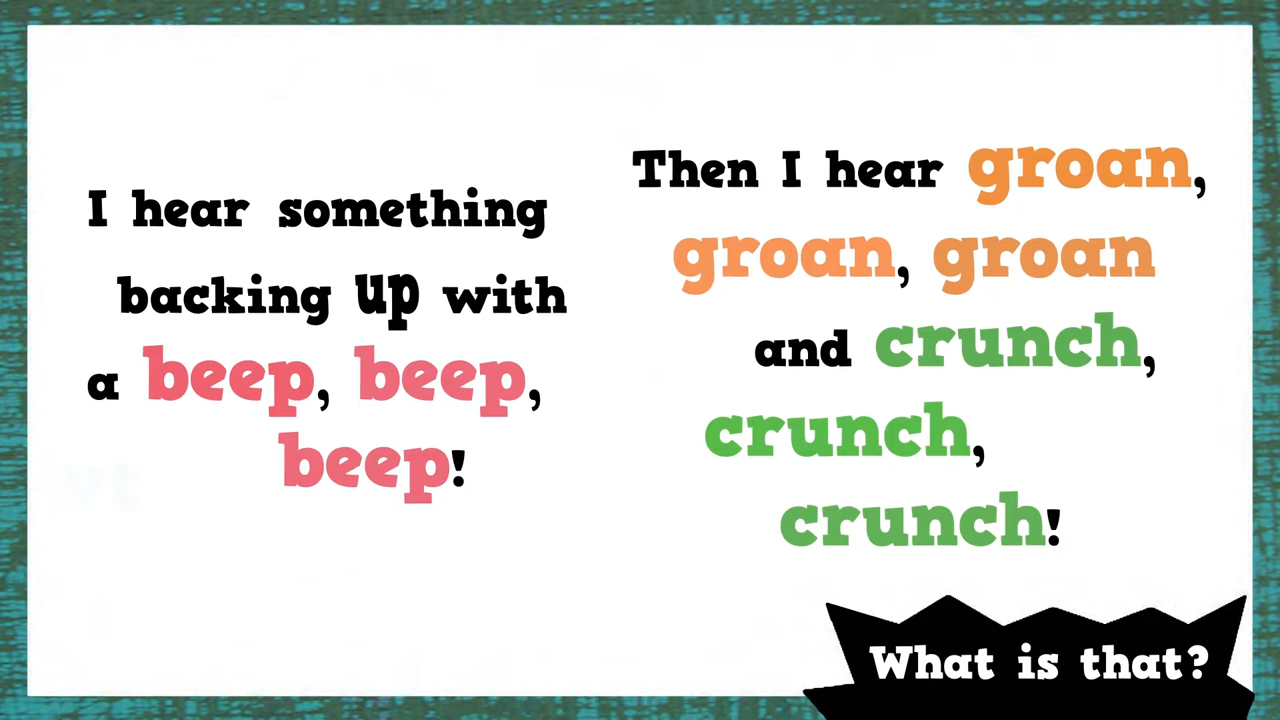 I hear something
backing up with
a beep, beep,
beep!
Then I hear groan,
groan, groan
and crunch,
crunch,
crunch!
What is that?